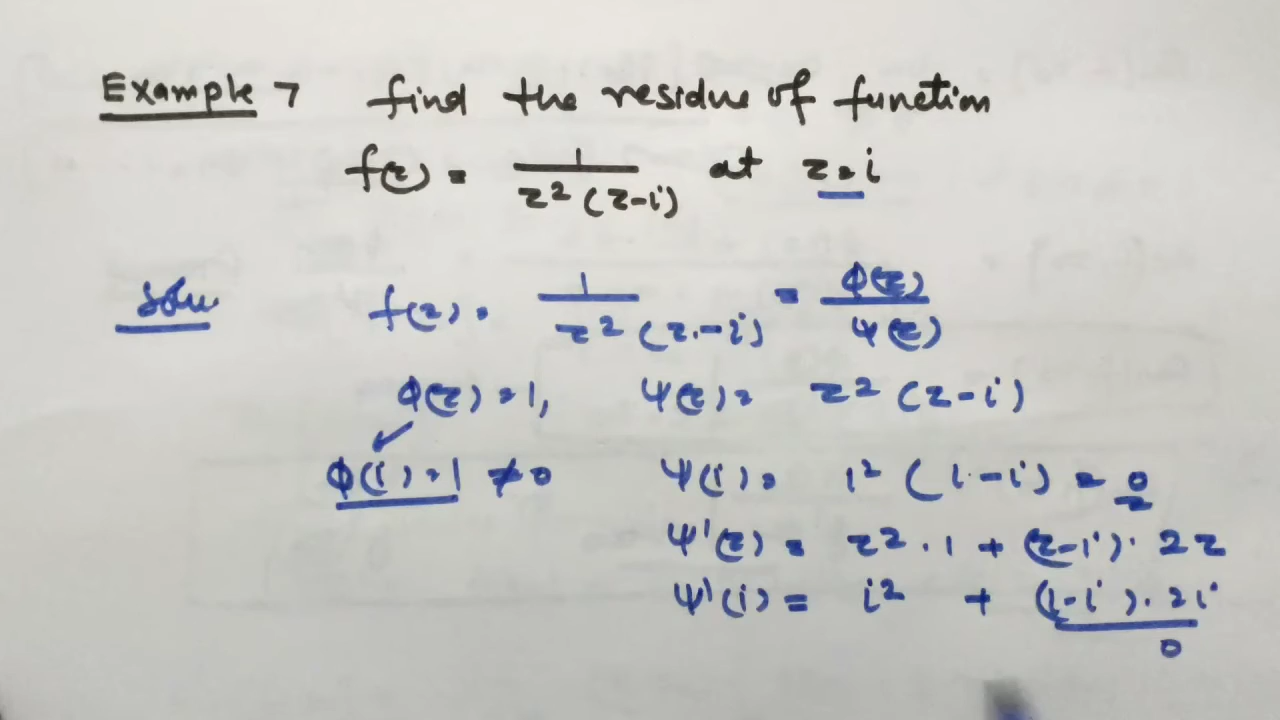 Example 7 find the residue of function
f(z) = 1 / z² (z-i) at z=i
Soln f(z) = 1 / z² (z-i) = ϕ(z) / ψ(z)
ϕ(z) = 1, ψ(z) = z² (z-i)
ϕ(i) = 1 ≠ 0 ψ(i) = i² (i-i) = 0
ψ'(z) = z² · 1 + (z-i) · 2z
ψ'(i) = i² + (i-i) · 2i
0